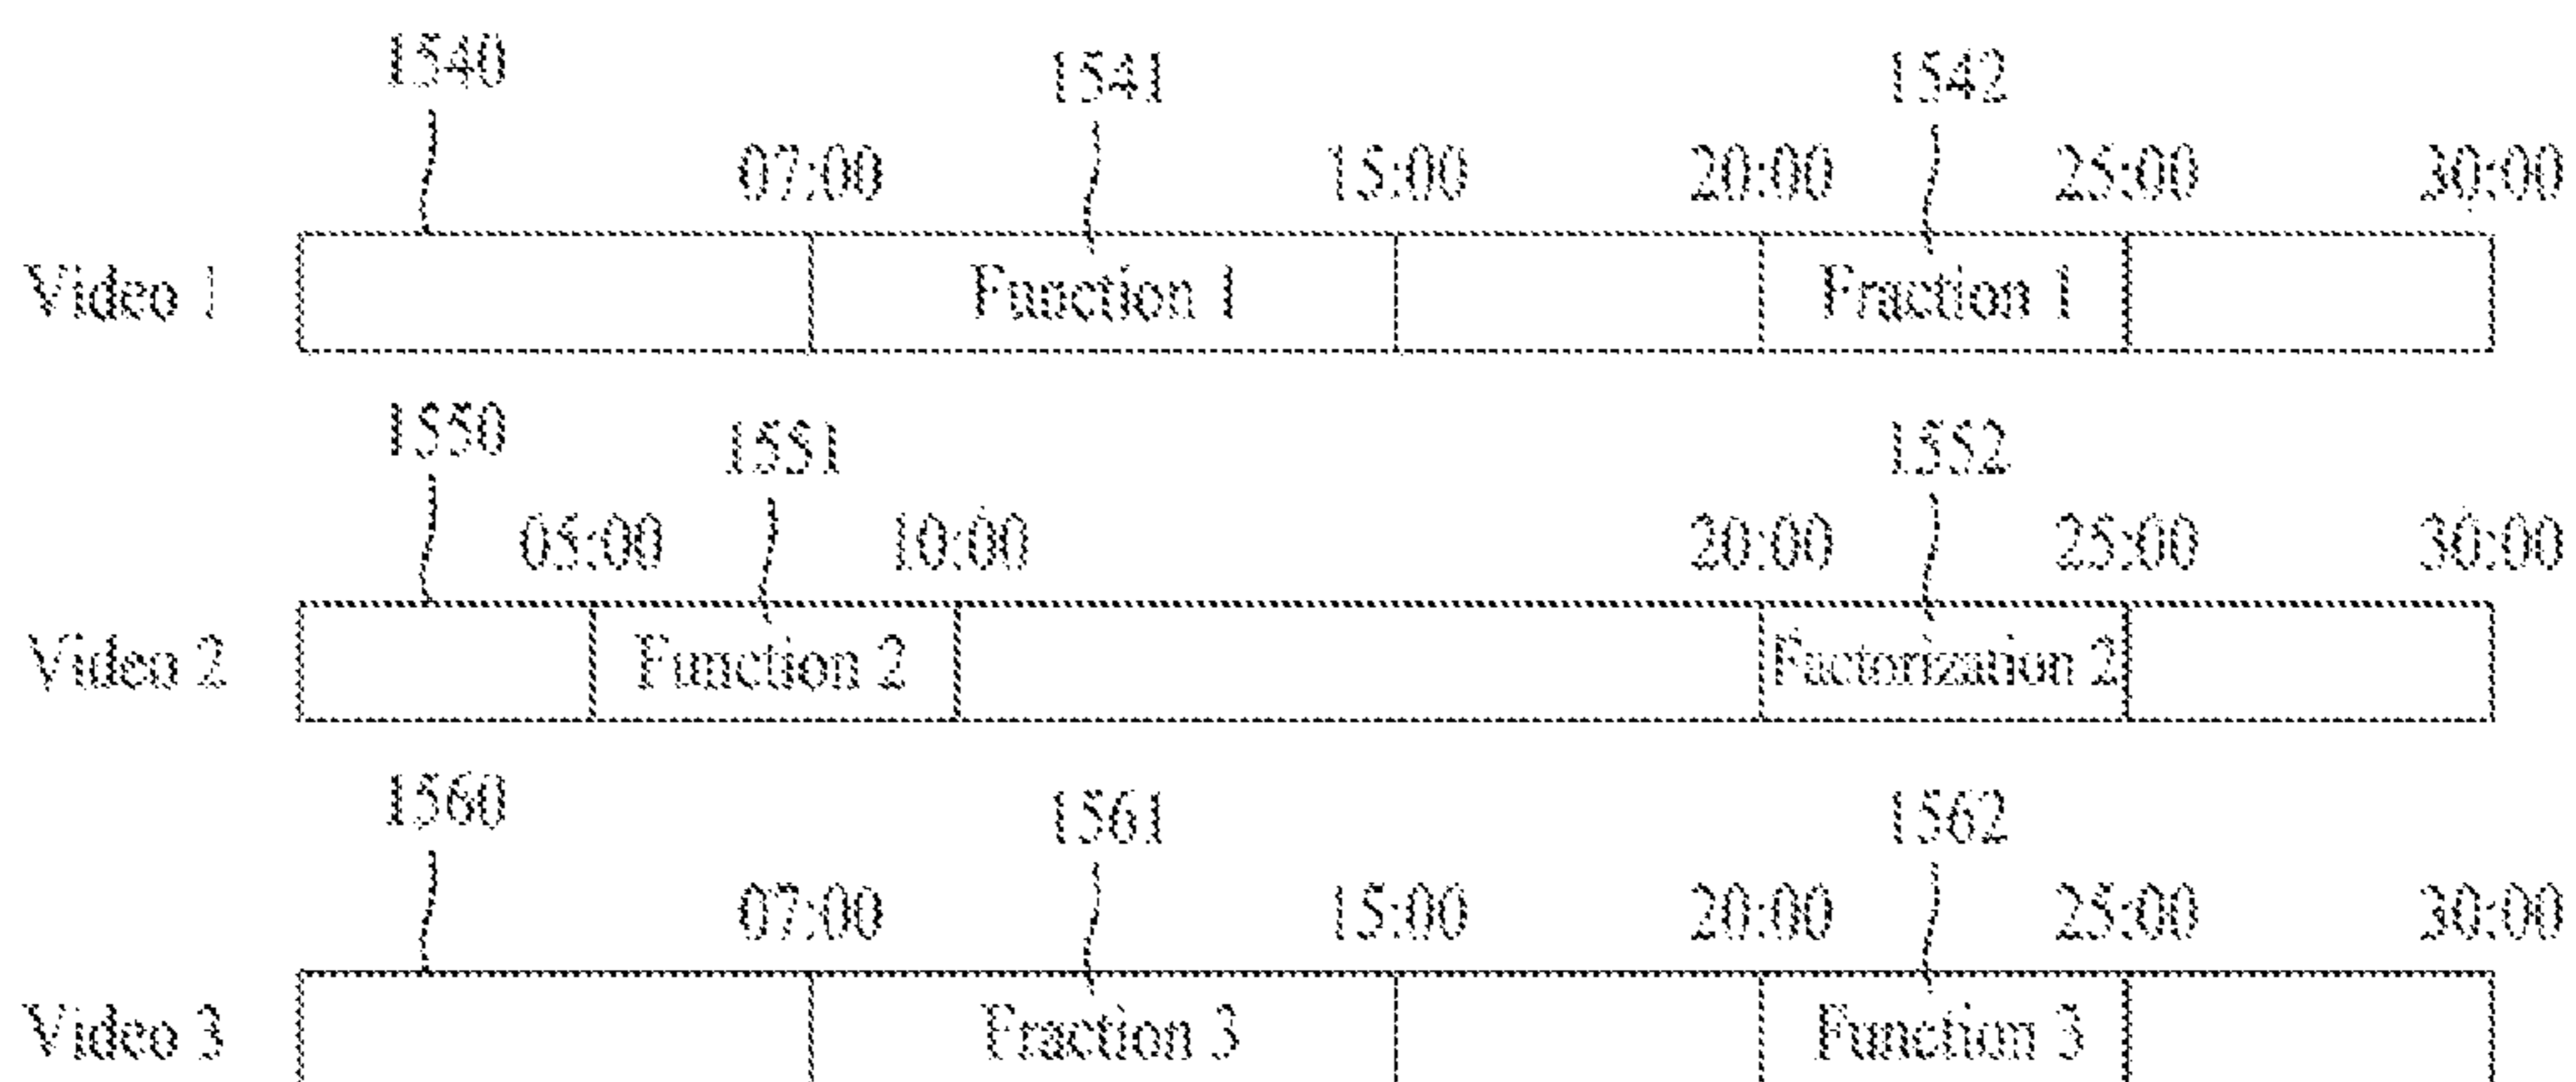 1540 1541 1542
07:00 15:00 20:00 25:00 30:00
Video 1 Function 1 Fraction 1
1550 1551 1552
05:00 10:00 20:00 25:00 30:00
Video 2 Function 2 Factorization 2
1560 1561 1562
07:00 15:00 20:00 25:00 30:00
Video 3 Fraction 3 Function 3